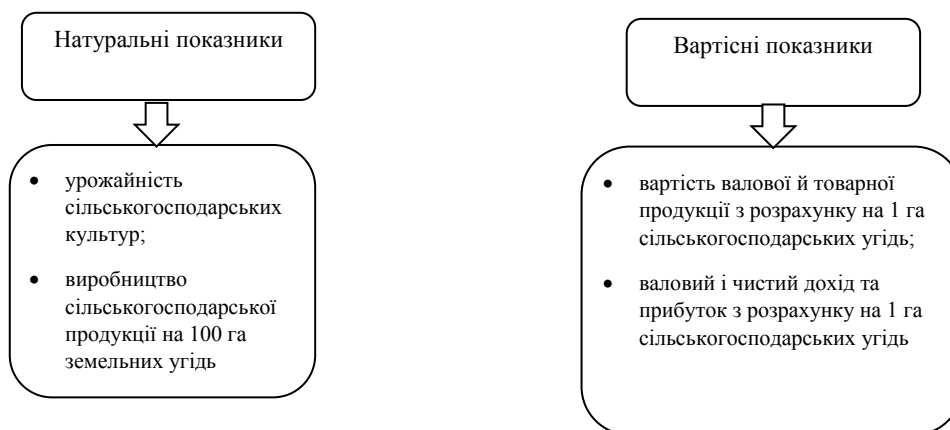 Натуральні показники
• урожайність
сільськогосподарських
культур;
• виробництво
сільськогосподарської
продукції на 100 га
земельних угідь
Вартісні показники
• вартість валової й товарної
продукції з розрахунку на 1 га
сільськогосподарських угідь;
• валовий і чистий дохід та
прибуток з розрахунку на 1 га
сільськогосподарських угідь